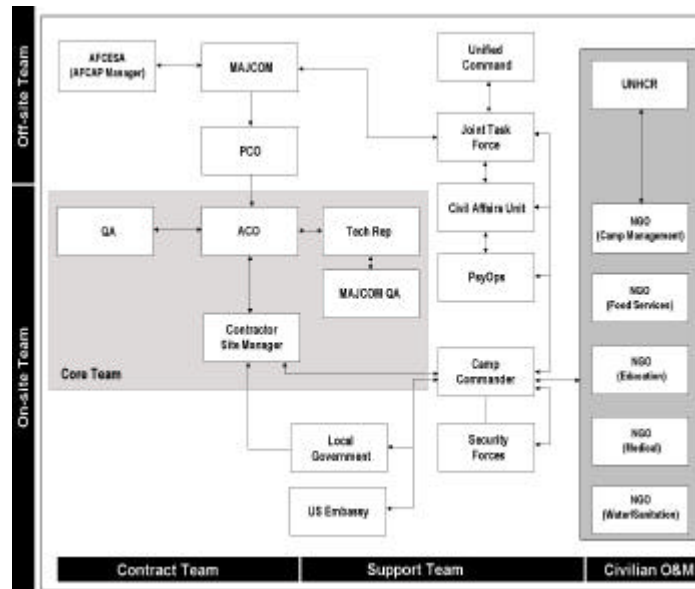 Off-site Team
On-site Team
AFCESA
(AFCAP Manager)
MAJCOM
Unified
Command
UNHCR
PCO
Joint Task
Force
QA
ACO
Tech Rep
Civil Affairs Unit
NGO
(Camp Management)
MAJCOM QA
PsyOps
NGO
(Food Services)
Contractor
Site Manager
Core Team
Camp
Commander
NGO
(Education)
Local
Government
Security
Forces
NGO
(Medical)
US Embassy
NGO
(Water/Sanitation)
Contract Team
Support Team
Civilian O&M